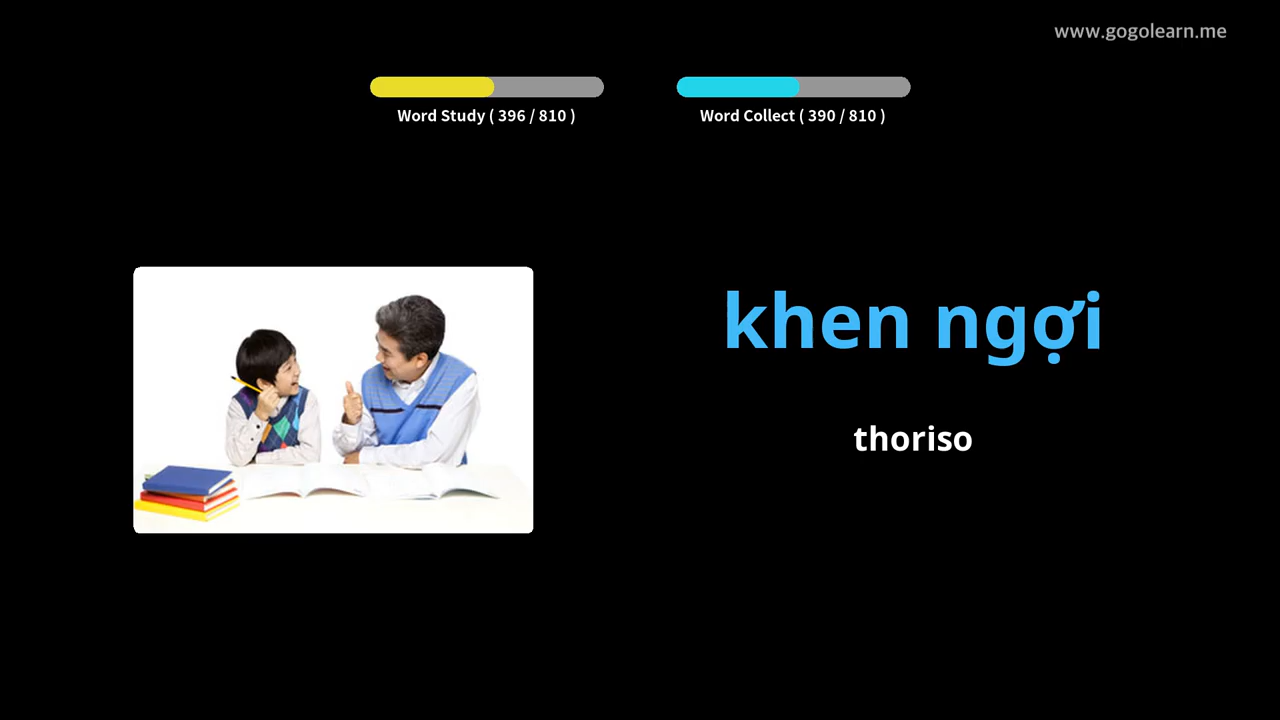 www.gogolearn.me
Word Study ( 396 / 810 )
Word Collect ( 390 / 810 )
khen ngợi
thoriso